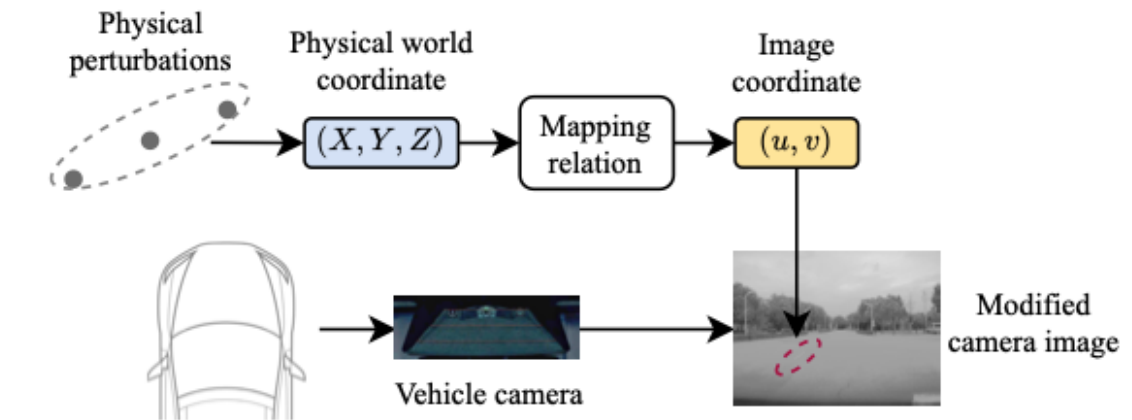 Physical
perturbations
Physical world
coordinate
(X, Y, Z)
Mapping
relation
Image
coordinate
(u, v)
Vehicle camera
Modified
camera image